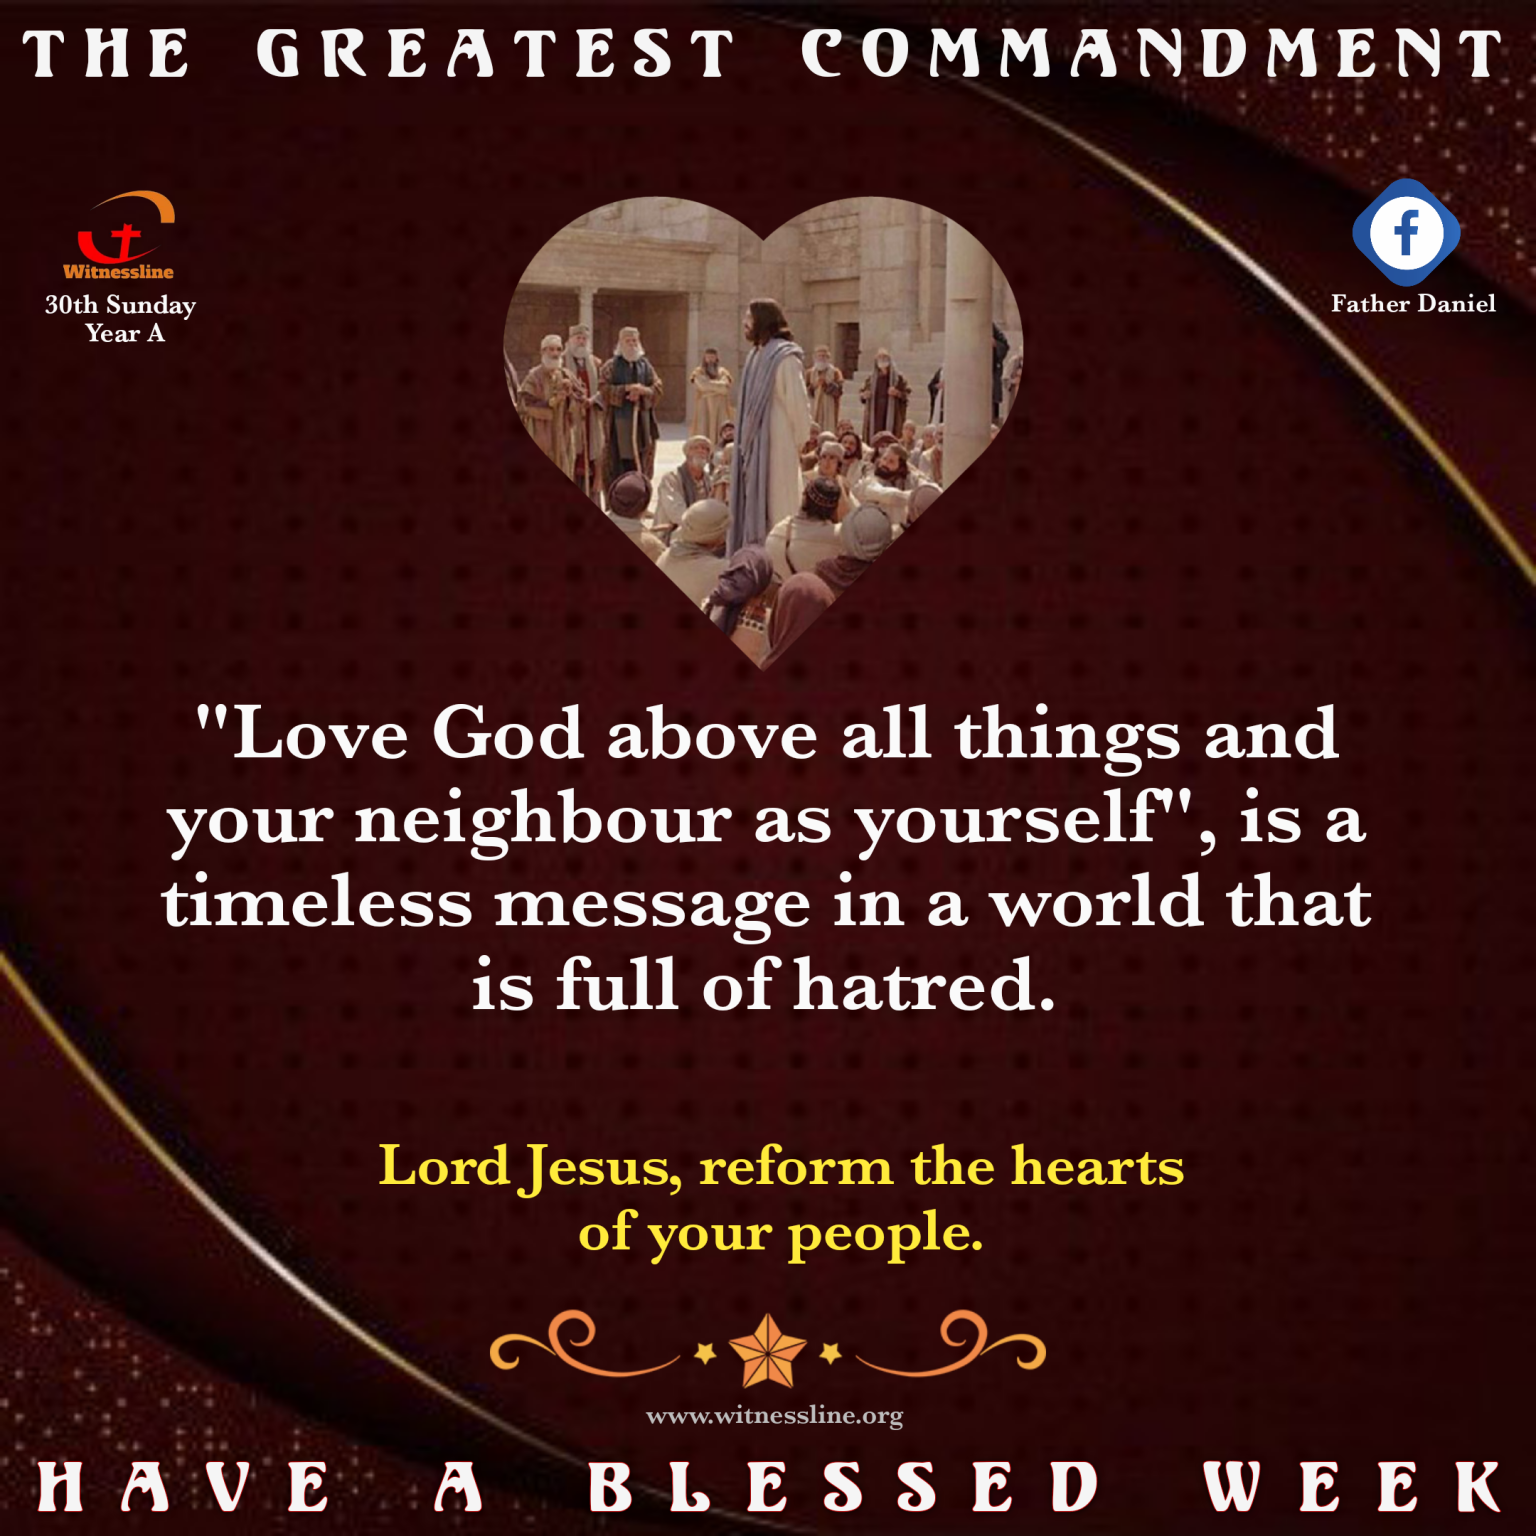 THE GREATEST COMMANDMENT
Witnessline
30th Sunday
Year A
f
Father Daniel
"Love God above all things and
your neighbour as yourself", is a
timeless message in a world that
is full of hatred.
Lord Jesus, reform the hearts
of your people.
www.witnessline.org
HAVE A BLESSED WEEK